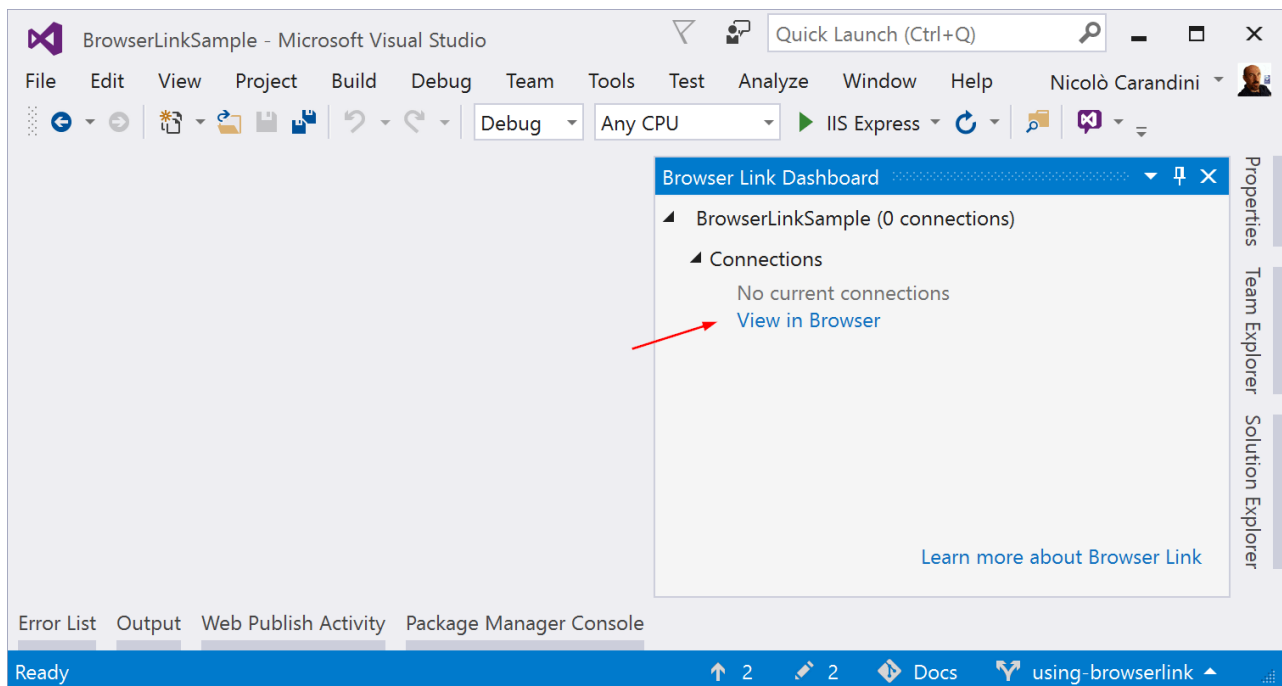 BrowserLinkSample - Microsoft Visual Studio
Quick Launch (Ctrl+Q)
File Edit View Project Build Debug Team Tools Test Analyze Window Help Nicolò Carandini
Debug Any CPU IIS Express
Browser Link Dashboard
BrowserLinkSample (0 connections)
Connections
No current connections
View in Browser
Learn more about Browser Link
Properties
Team Explorer
Solution Explorer
Error List Output Web Publish Activity Package Manager Console
Ready 2 2 Docs using-browserlink